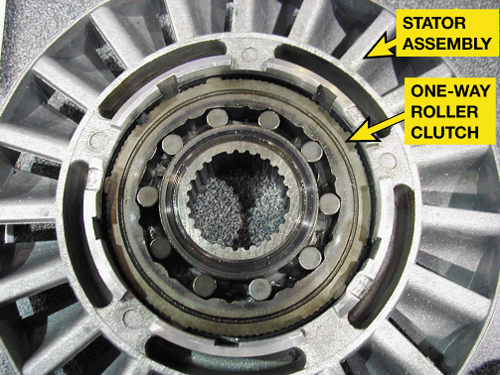 STATOR
ASSEMBLY
ONE-WAY
ROLLER
CLUTCH